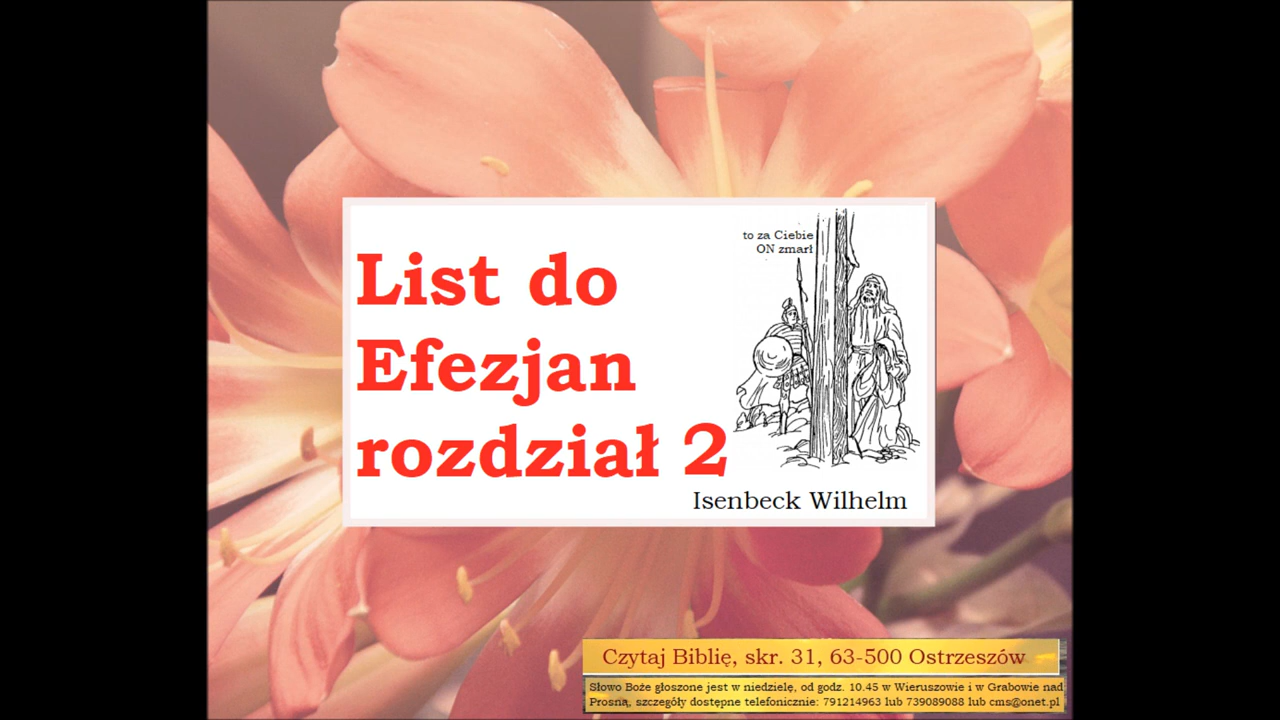 to za Ciebie
ON zmarł
List do
Efezjan
rozdział 2
Isenbeck Wilhelm
Czytaj Biblię, skr. 31, 63-500 Ostrzeszów
Słowo Boże głoszone jest w niedzielę, od godz. 10.45 w Wieruszowie i w Grabowie nad
Prosną, szczegóły dostępne telefonicznie: 791214963 lub 739089088 lub cms@onet.pl